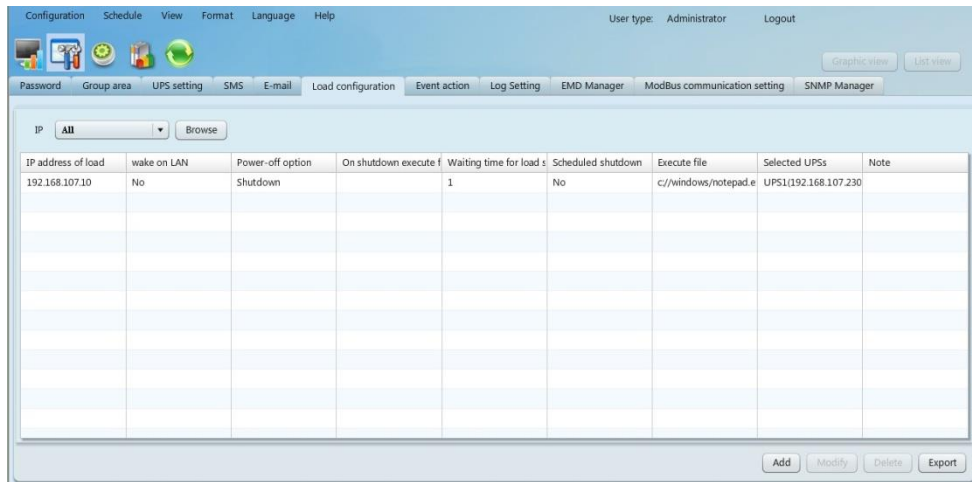 Configuration Schedule View Format Language Help User type: Administrator Logout
Graphic view List view
Password Group area UPS setting SMS E-mail Load configuration Event action Log Setting EMD Manager ModBus communication setting SNMP Manager
IP All Browse
IP address of load wake on LAN Power-off option On shutdown execute f Waiting time for load s Scheduled shutdown Execute file Selected UPSs Note
192.168.107.10 No Shutdown 1 No c://windows/notepad.e UPS1(192.168.107.230
Add Modify Delete Export